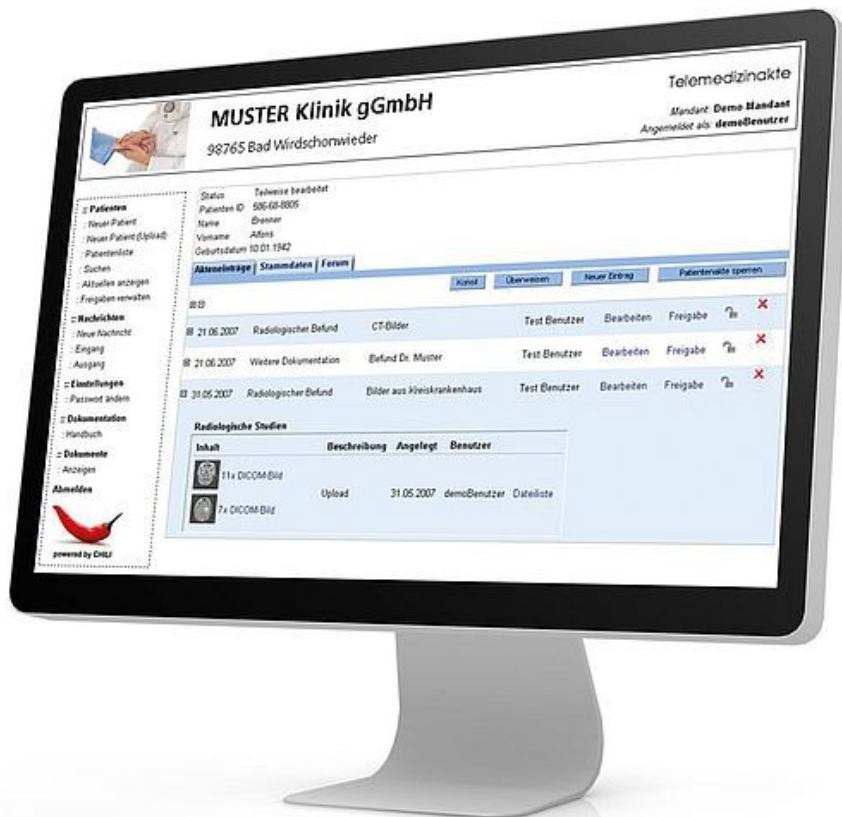 MUSTER Klinik gGmbH
98765 Bad Wirdschonwieder
Telemedizinakte
Mandant: Demo Mandant
Angemeldet als: demoBenutzer
:: Patienten
: Neuer Patient
: Neuer Patient (Upload)
: Patientenliste
: Suchen
: Aktuellen anzeigen
: Freigaben verwalten
:: Nachrichten
: Neue Nachricht
: Eingang
: Ausgang
:: Einstellungen
: Passwort ändern
:: Dokumentation
: Handbuch
:: Dokumente
: Anzeigen
Abmelden
powered by CHILI
Status Teilweise bearbeitet
Patienten ID 586-68-8805
Name Brenner
Vorname Alfons
Geburtsdatum 10.01.1942
Akteneinträge Stammdaten Forum
Konsil Überweisen Neuer Eintrag Patientenakte sperren
21.06.2007 Radiologischer Befund CT-Bilder Test Benutzer Bearbeiten Freigabe
21.06.2007 Weitere Dokumentation Befund Dr. Muster Test Benutzer Bearbeiten Freigabe
31.05.2007 Radiologischer Befund Bilder aus Kreiskrankenhaus Test Benutzer Bearbeiten Freigabe
Radiologische Studien
Inhalt Beschreibung Angelegt Benutzer
11x DICOM-Bild
Upload 31.05.2007 demoBenutzer Dateiliste
7x DICOM-Bild